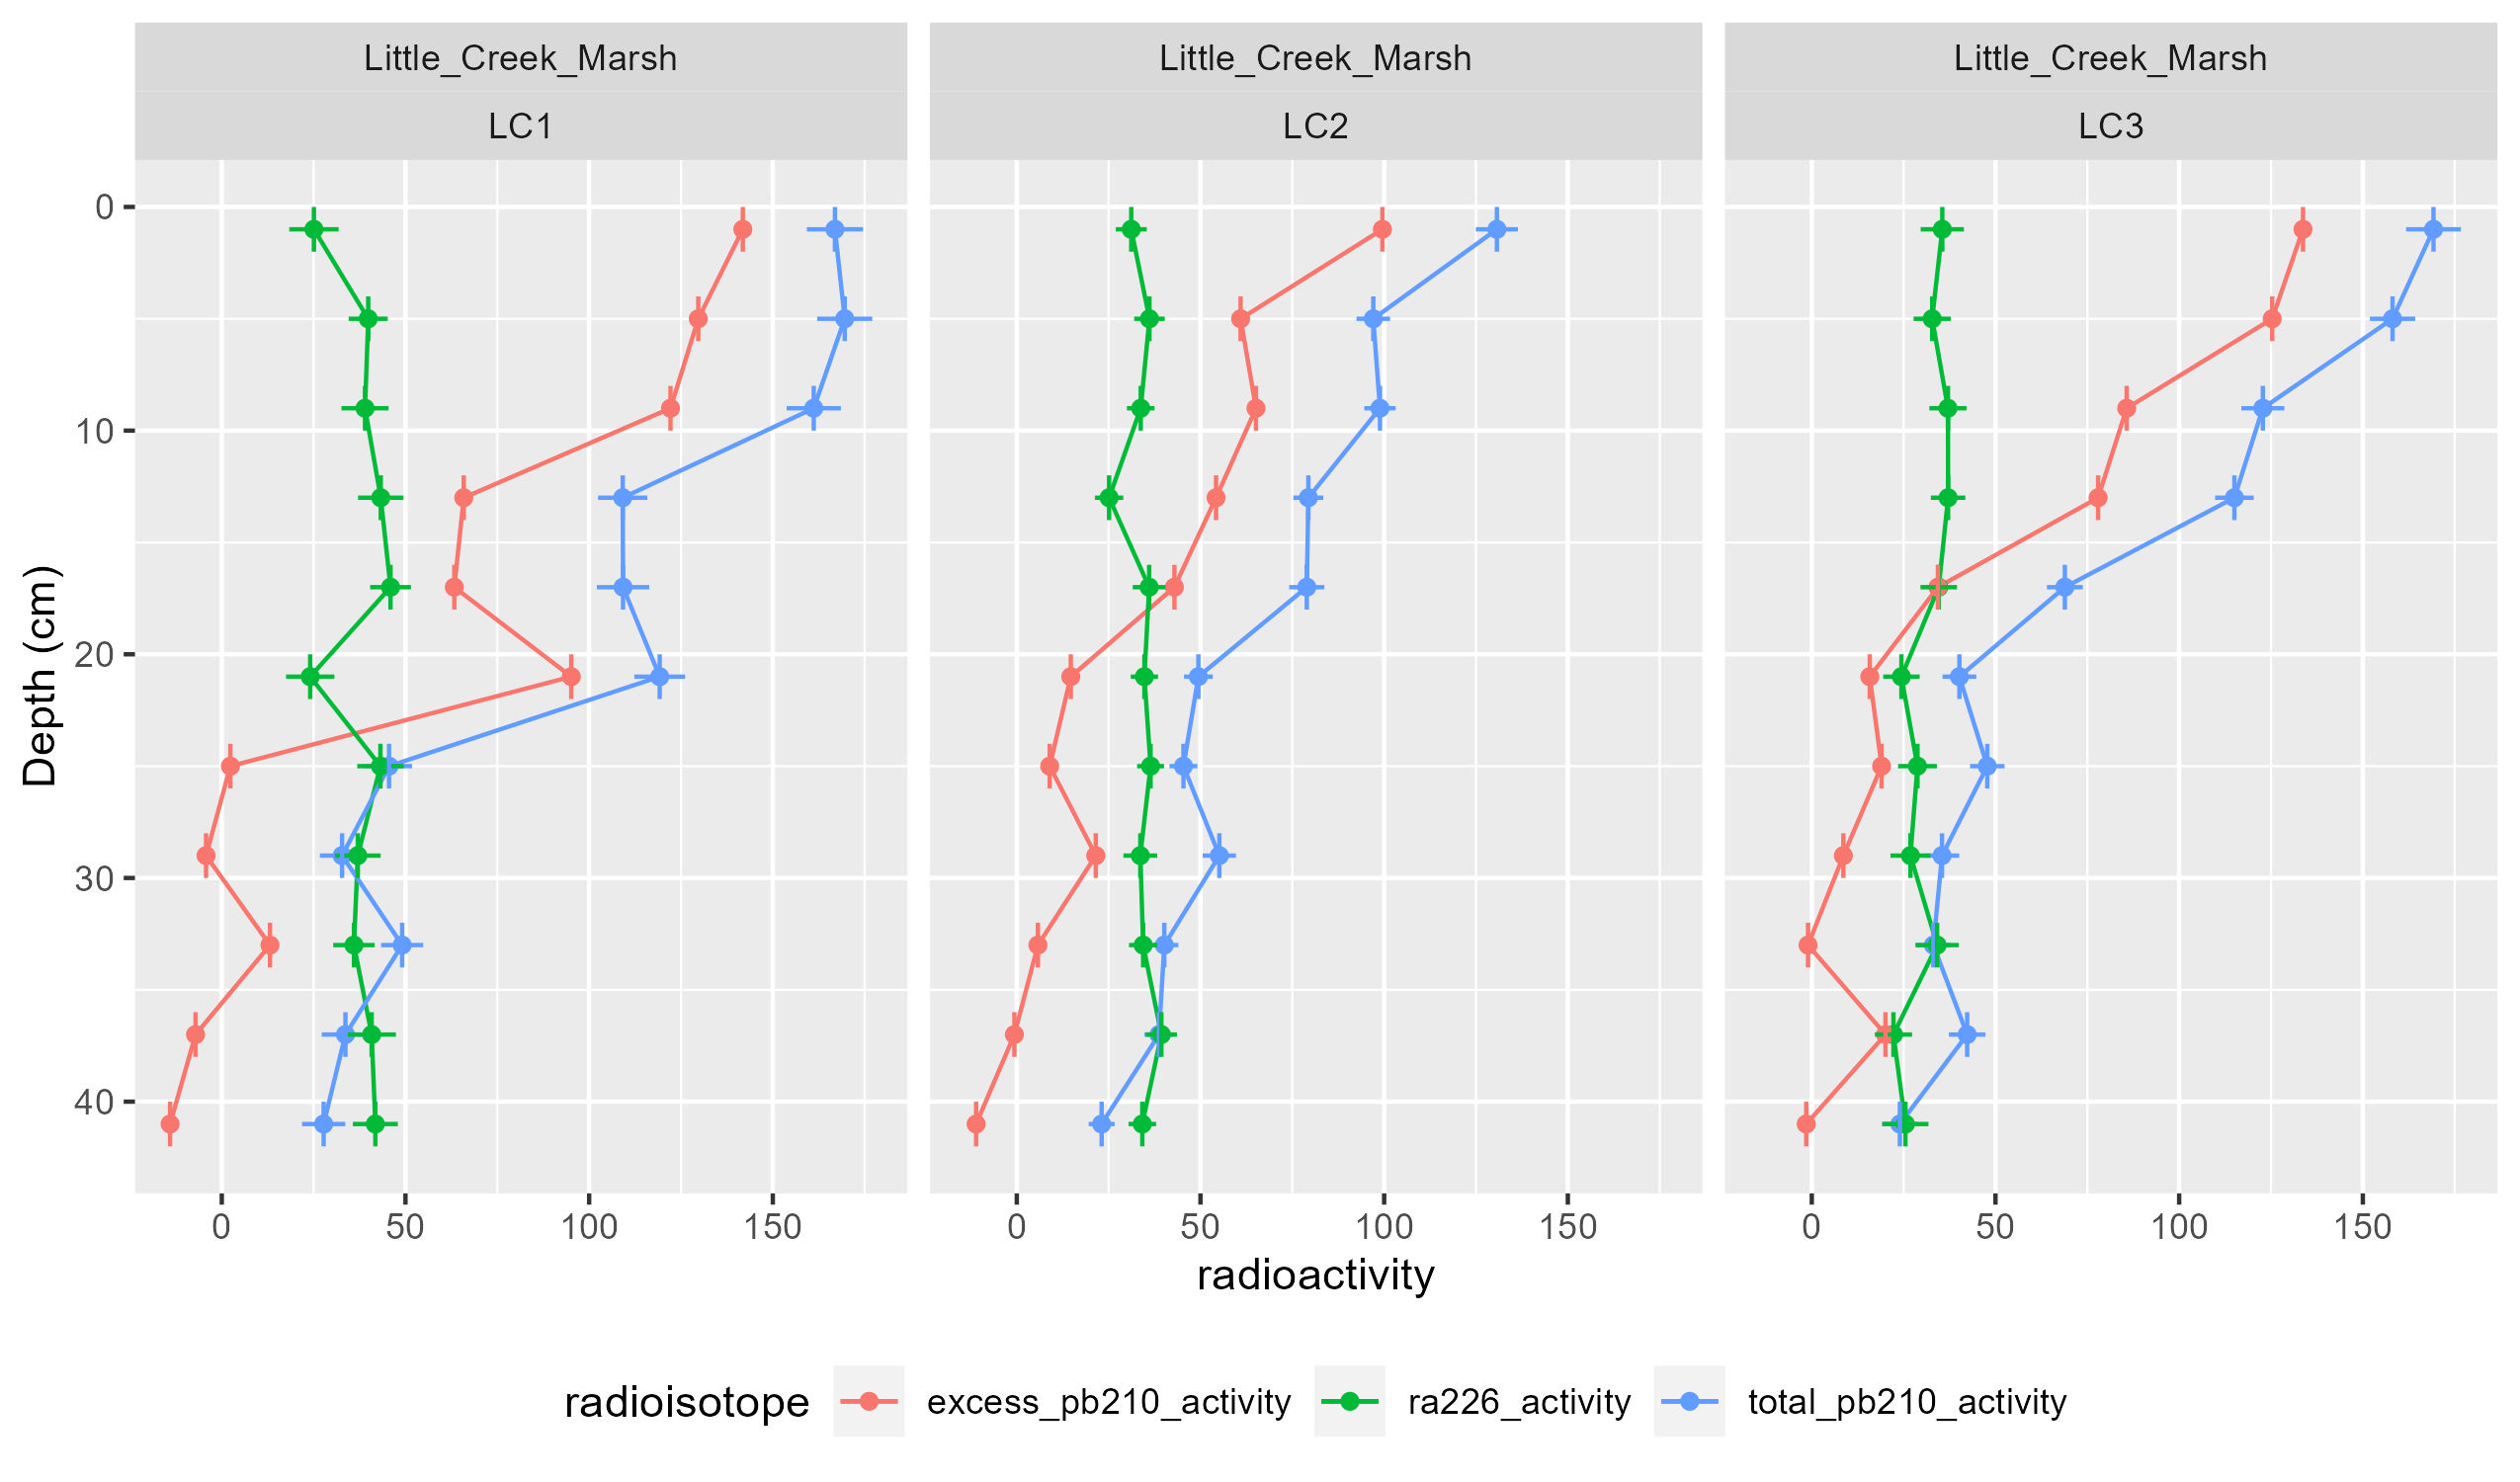 Little_Creek_Marsh Little_Creek_Marsh Little_Creek_Marsh
LC1 LC2 LC3
0
10
20
30
40
Depth (cm)
0 50 100 150 0 50 100 150 0 50 100 150
radioactivity
radioisotope excess_pb210_activity ra226_activity total_pb210_activity